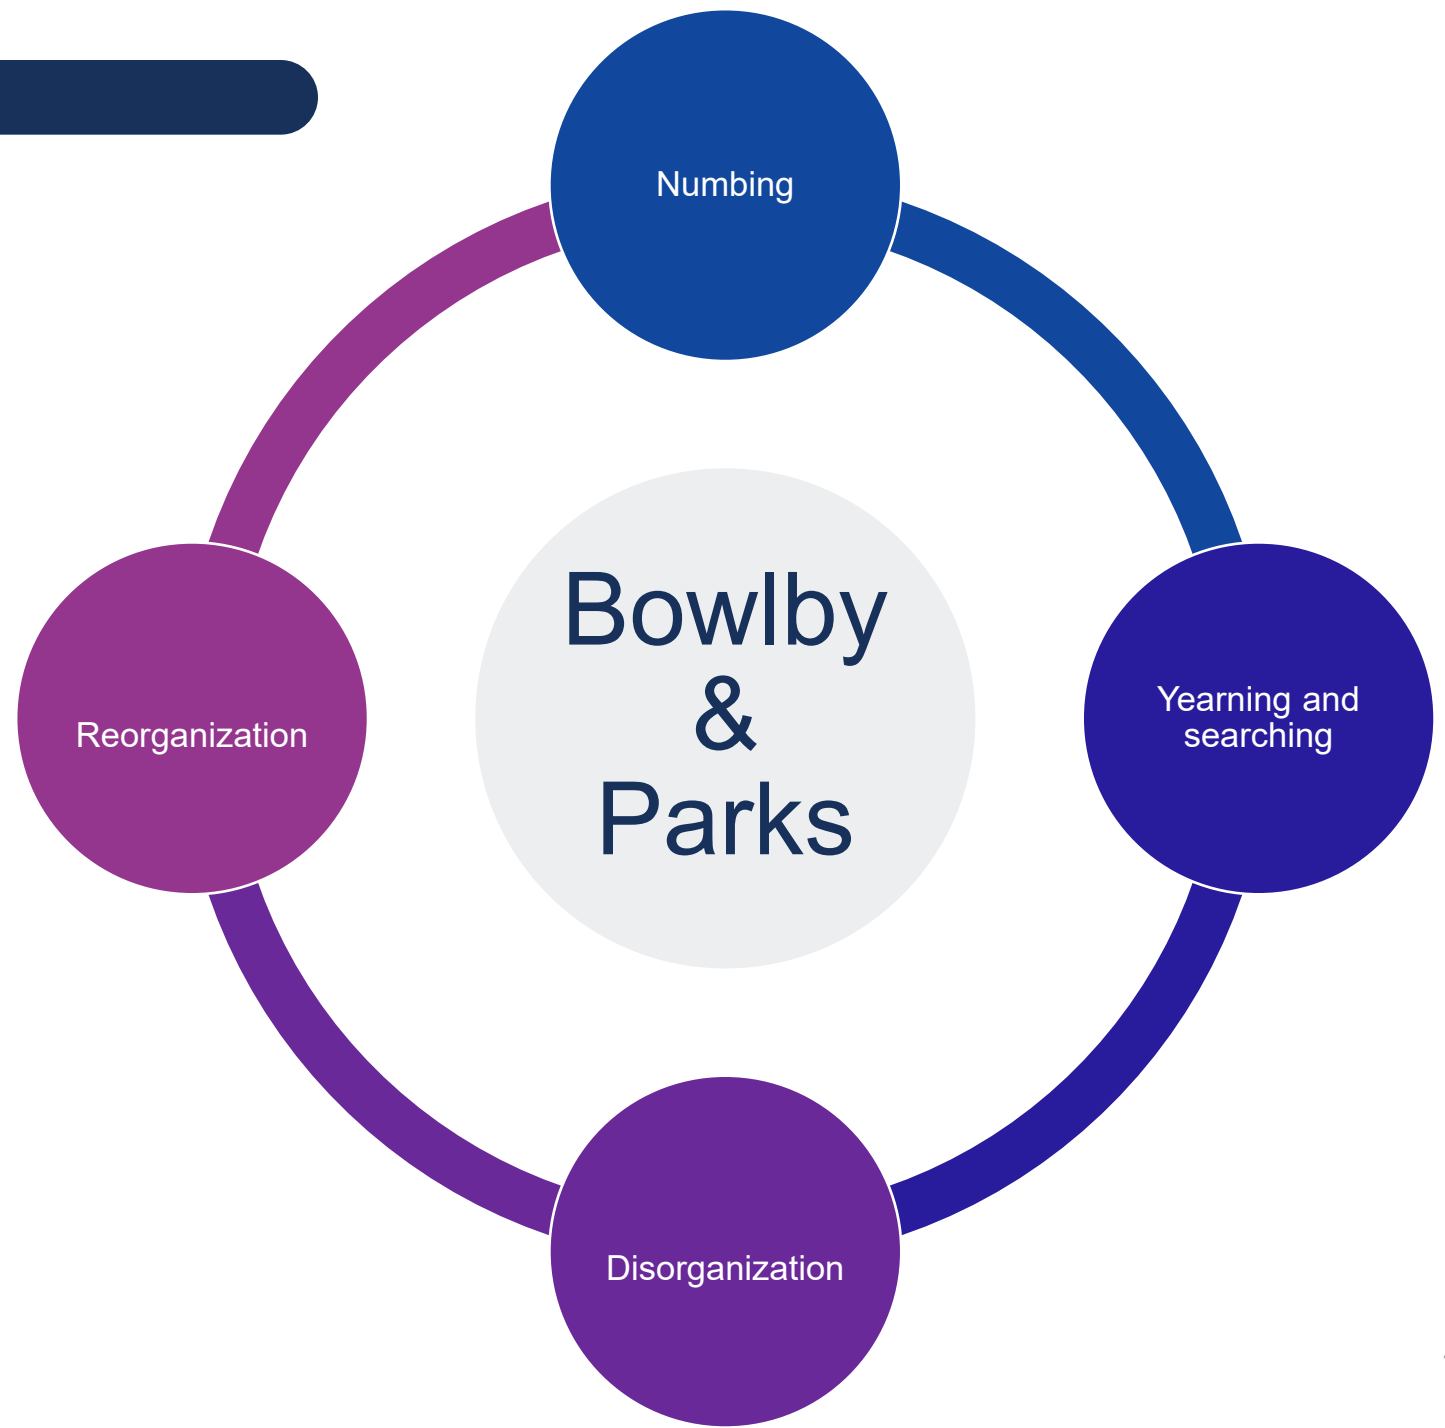 Numbing
Bowlby
&
Parks
Yearning and
searching
Reorganization
Disorganization